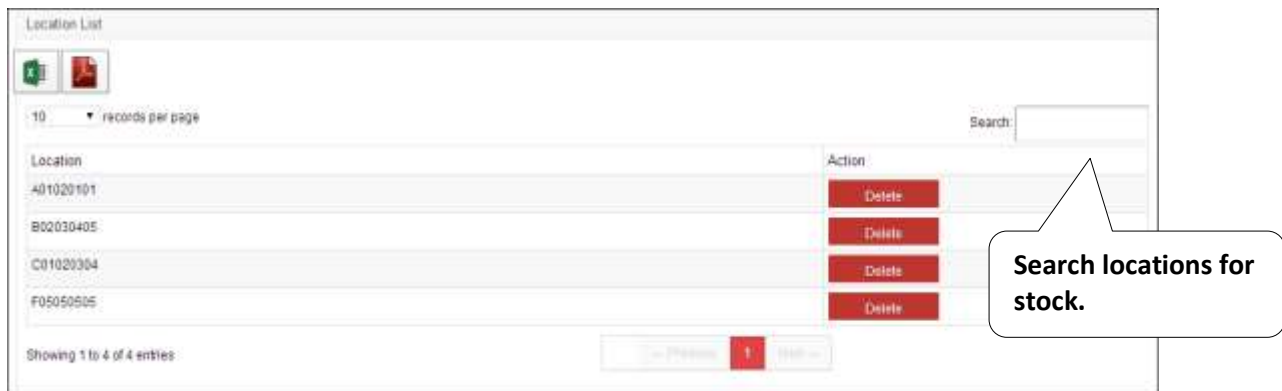 Location List
10 records per page
Search:
Location Action
A01020101 Delete
B02030405 Delete
C01020304 Delete
F05050505 Delete
Search locations for
stock.
Showing 1 to 4 of 4 entries
← Previous 1 Next →